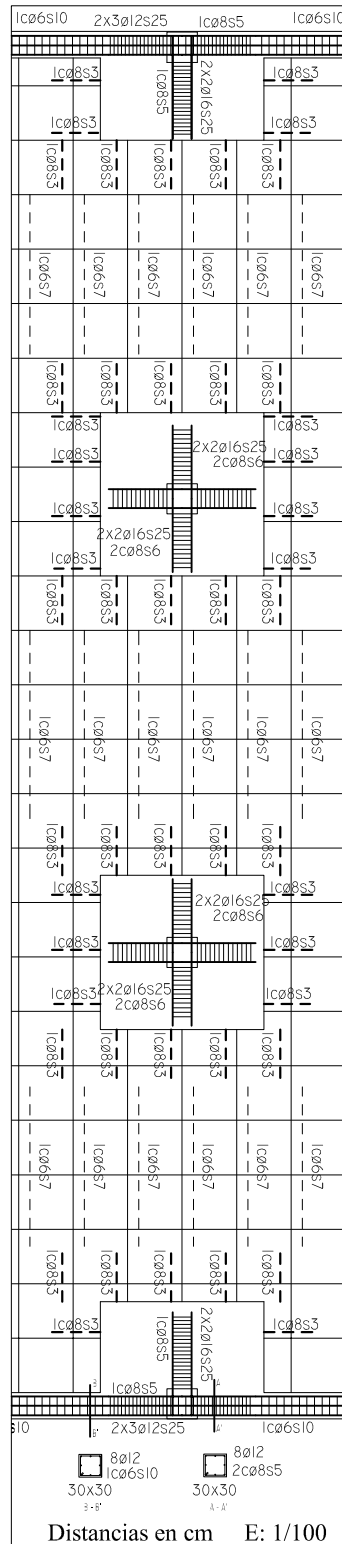 1cø6s10 2x3ø12s25 1cø8s5 1cø6s10
1cø8s3 1cø8s3
1cø8s5 2x2ø16s25
1cø8s3 1cø8s3
1cø8s3 1cø8s3 1cø8s3 1cø8s3 1cø8s3
1cø6s7 1cø6s7 1cø6s7 1cø6s7 1cø6s7 1cø6s7
1cø8s3 1cø8s3 1cø8s3 1cø8s3 1cø8s3
1cø8s3 1cø8s3
2x2ø16s25
1cø8s3 2cø8s6 1cø8s3
1cø8s3 1cø8s3
2x2ø16s25
2cø8s6
1cø8s3 1cø8s3
1cø8s3 1cø8s3 1cø8s3 1cø8s3 1cø8s3
1cø6s7 1cø6s7 1cø6s7 1cø6s7 1cø6s7 1cø6s7
1cø8s3 1cø8s3 1cø8s3 1cø8s3 1cø8s3
1cø8s3 1cø8s3
2x2ø16s25
2cø8s6
1cø8s3 1cø8s3
1cø8s3 2x2ø16s25 1cø8s3
2cø8s6
1cø8s3 1cø8s3 1cø8s3 1cø8s3 1cø8s3
1cø6s7 1cø6s7 1cø6s7 1cø6s7 1cø6s7 1cø6s7
1cø8s3 1cø8s3 1cø8s3 1cø8s3 1cø8s3
1cø8s3 1cø8s3
1cø8s5 2x2ø16s25
B A
1cø8s5
s10 B' 2x3ø12s25 A' 1cø6s10
8ø12 8ø12
1cø6s10 2cø8s5
30x30 30x30
B - B' A - A'
Distancias en cm E: 1/100